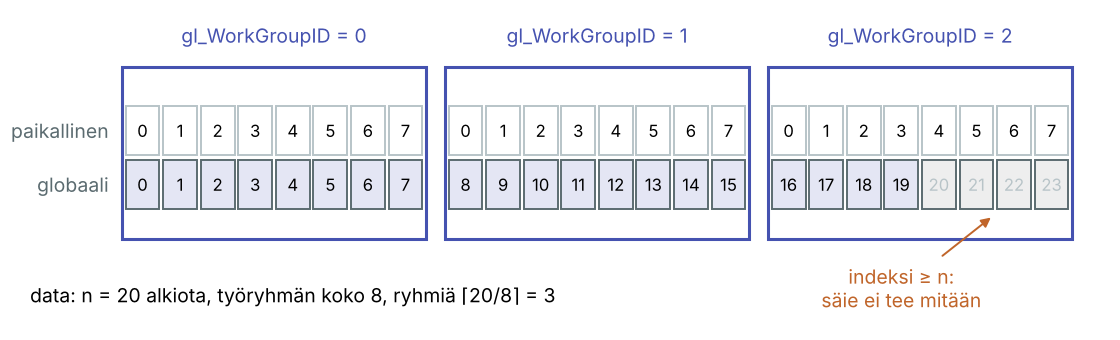 gl_WorkGroupID = 0 gl_WorkGroupID = 1 gl_WorkGroupID = 2
paikallinen 0 1 2 3 4 5 6 7 0 1 2 3 4 5 6 7 0 1 2 3 4 5 6 7
globaali 0 1 2 3 4 5 6 7 8 9 10 11 12 13 14 15 16 17 18 19 20 21 22 23
indeksi ≥ n:
säie ei tee mitään
data: n = 20 alkiota, työryhmän koko 8, ryhmiä ⌈20/8⌉ = 3